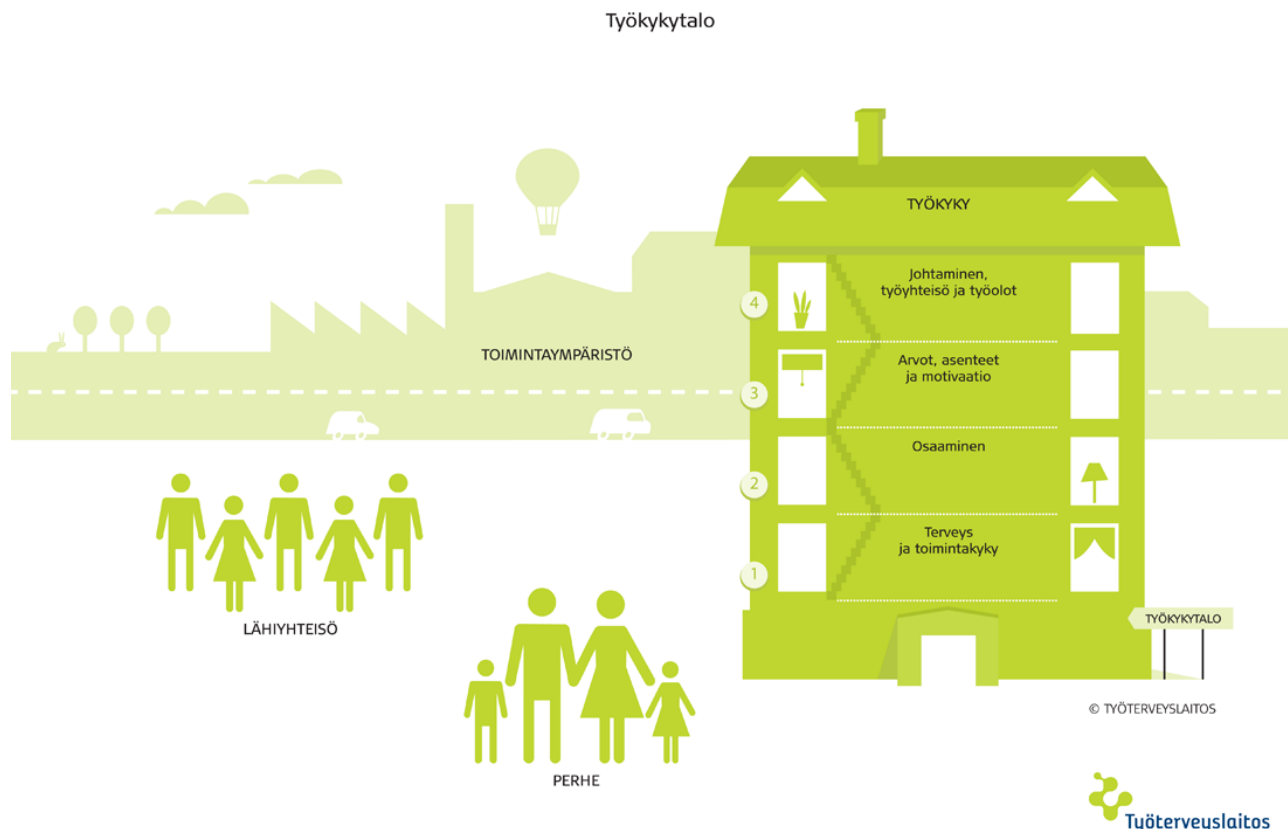 Työkykytalo
TYÖKYKY
Johtaminen,
työyhteisö ja työolot
4
TOIMINTAYMPÄRISTÖ
Arvot, asenteet
ja motivaatio
3
Osaaminen
2
Terveys
ja toimintakyky
1
LÄHIYHTEISÖ
TYÖKYKYTALO
PERHE
© TYÖTERVEYSLAITOS
Työterveyslaitos